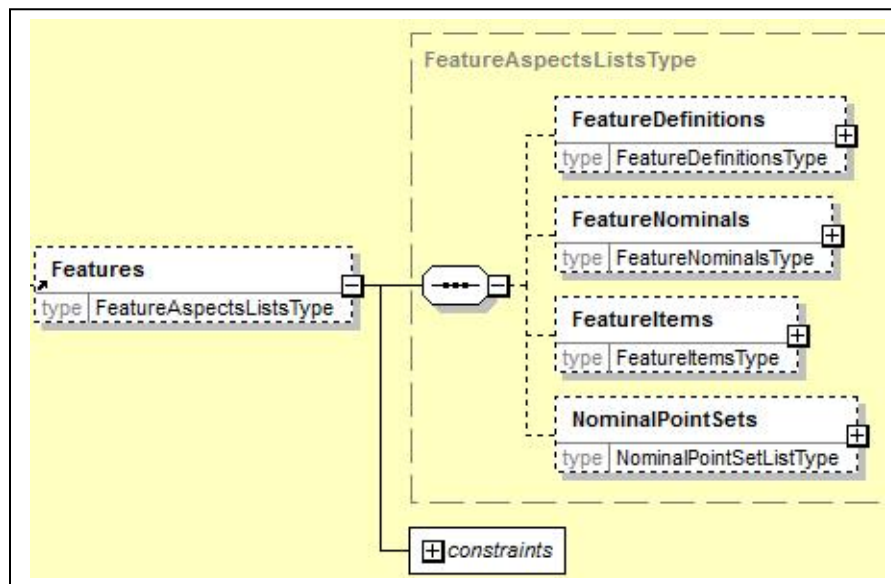 FeatureAspectsListsType
FeatureDefinitions
type FeatureDefinitionsType
FeatureNominals
type FeatureNominalsType
Features
type FeatureAspectsListsType
FeatureItems
type FeatureItemsType
NominalPointSets
type NominalPointSetListType
constraints